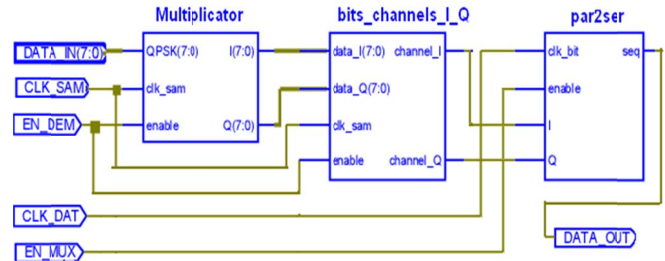 Multiplicator bits_channels_I_Q par2ser
DATA_IN(7:0) QPSK(7:0) I(7:0) data_I(7:0) channel_I clk_bit seq
CLK_SAM clk_sam data_Q(7:0) enable
EN_DEM enable Q(7:0) clk_sam I
enable channel_Q Q
CLK_DAT
DATA_OUT
EN_MUX